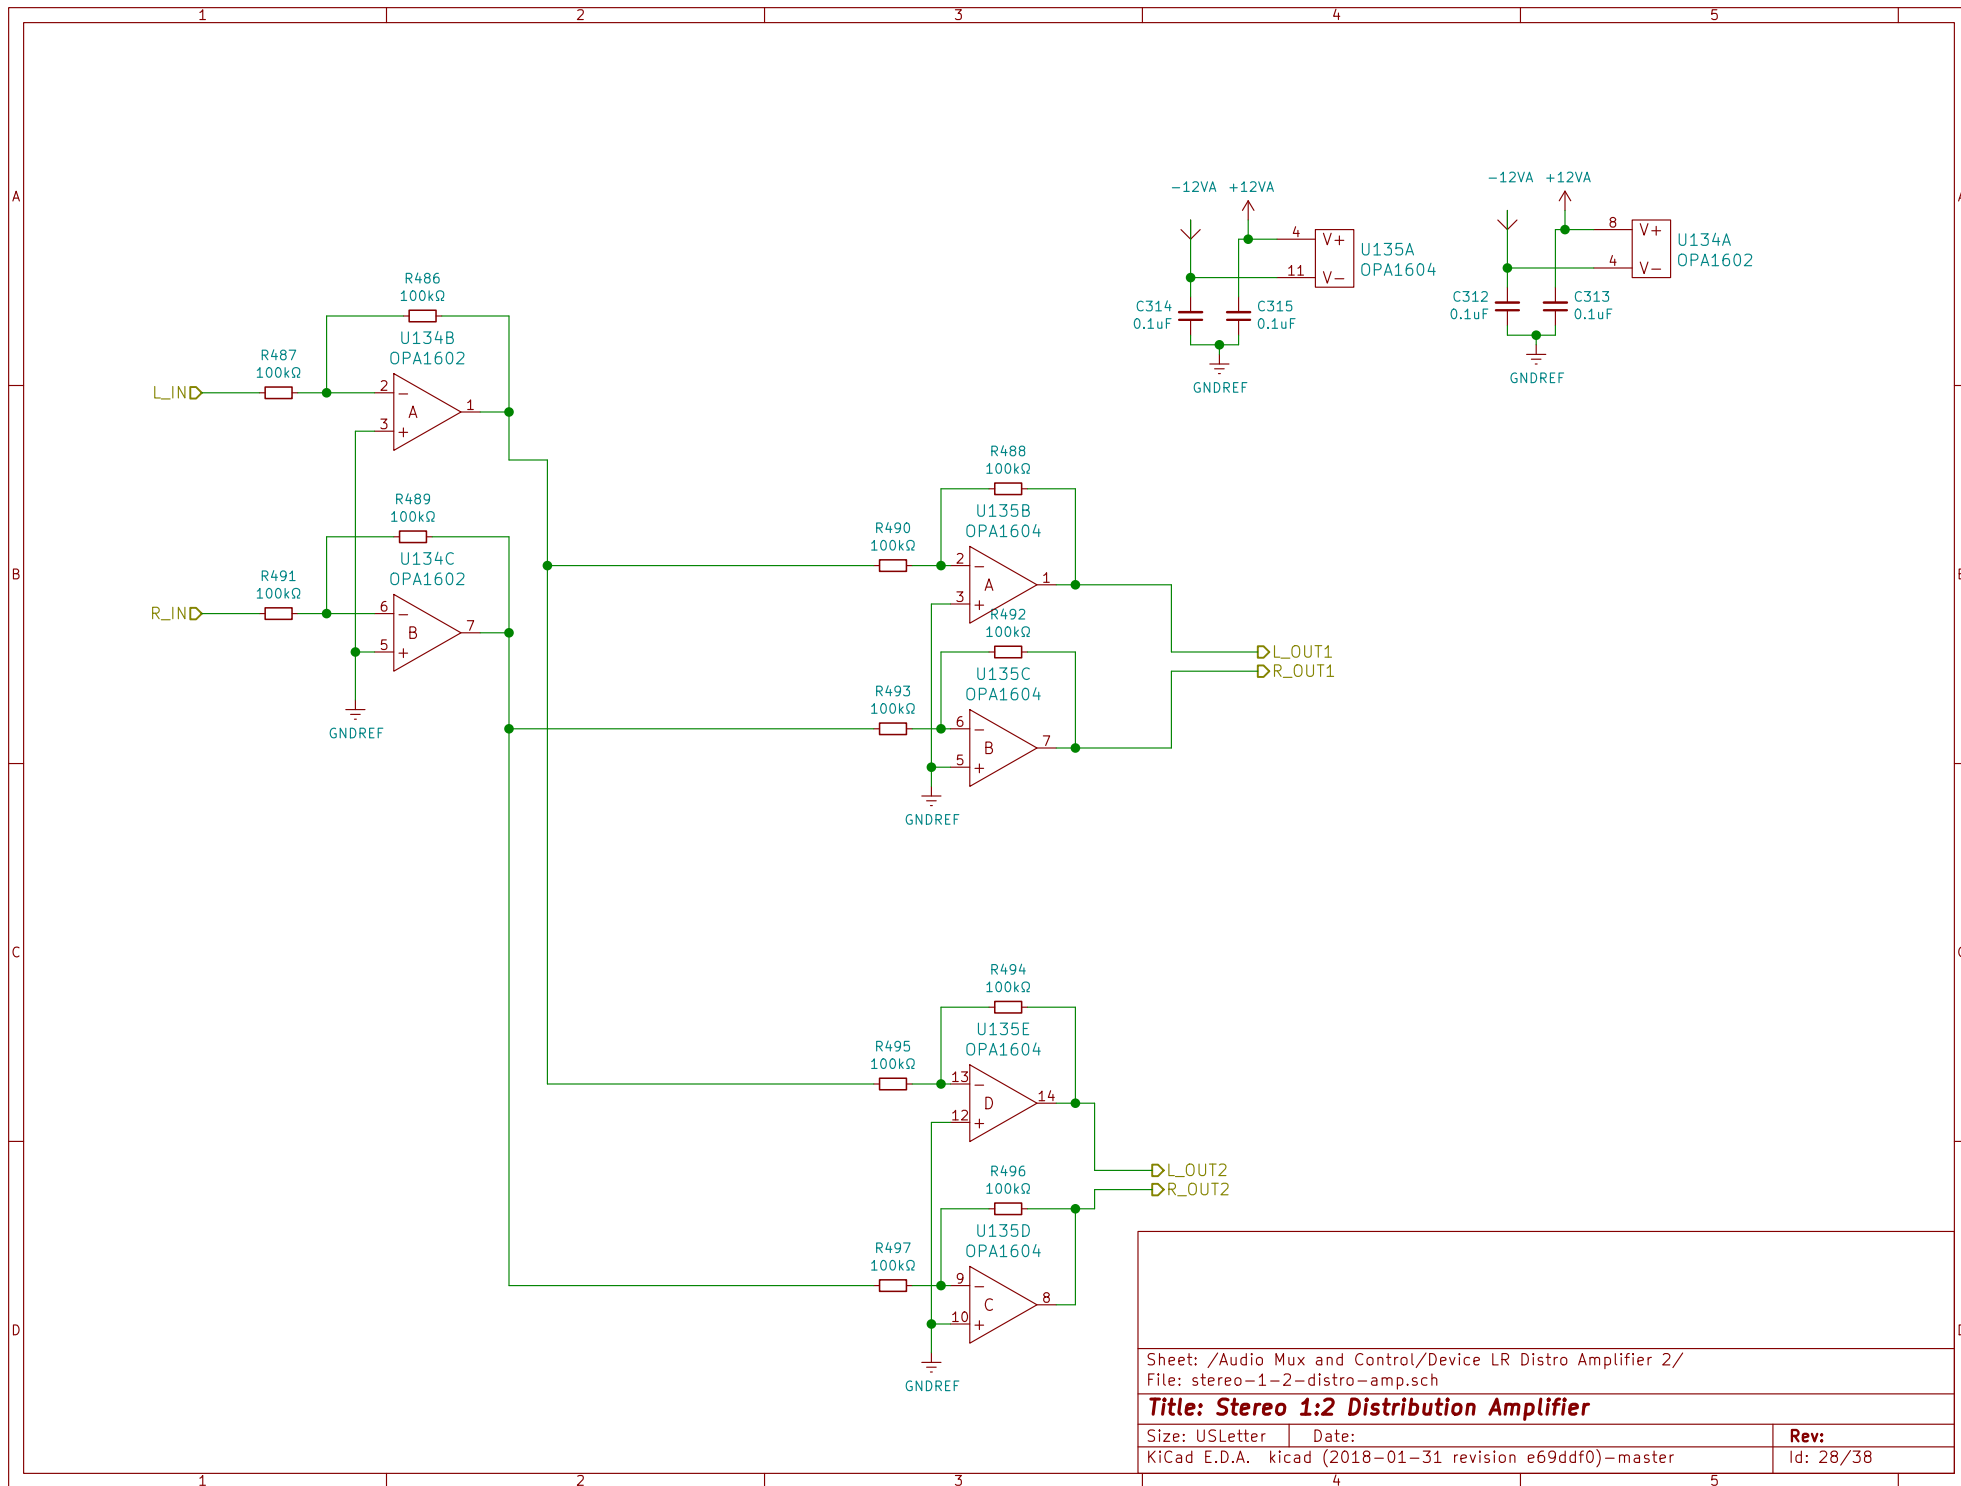 1 2 3 4 5
A
B
C
D
-12VA +12VA
4 V+
11 V-
U135A
OPA1604
C314
0.1uF
C315
0.1uF
GNDREF
-12VA +12VA
8 V+
4 V-
U134A
OPA1602
C312
0.1uF
C313
0.1uF
GNDREF
R486
100kΩ
U134B
OPA1602
R487
100kΩ
L_IN
2 -
3 +
A
1
R489
100kΩ
U134C
OPA1602
R491
100kΩ
R_IN
6 -
5 +
B
7
GNDREF
R488
100kΩ
U135B
OPA1604
R490
100kΩ
2 -
3 +
A
1
R492
100kΩ
U135C
OPA1604
R493
100kΩ
6 -
5 +
B
7
GNDREF
L_OUT1
R_OUT1
R494
100kΩ
U135E
OPA1604
R495
100kΩ
13 -
12 +
D
14
R496
100kΩ
U135D
OPA1604
R497
100kΩ
9 -
10 +
C
8
GNDREF
L_OUT2
R_OUT2
Sheet: /Audio Mux and Control/Device LR Distro Amplifier 2/
File: stereo-1-2-distro-amp.sch
Title: Stereo 1:2 Distribution Amplifier
Size: USLetter Date: Rev:
KiCad E.D.A. kicad (2018-01-31 revision e69ddf0)-master Id: 28/38
1 2 3 4 5